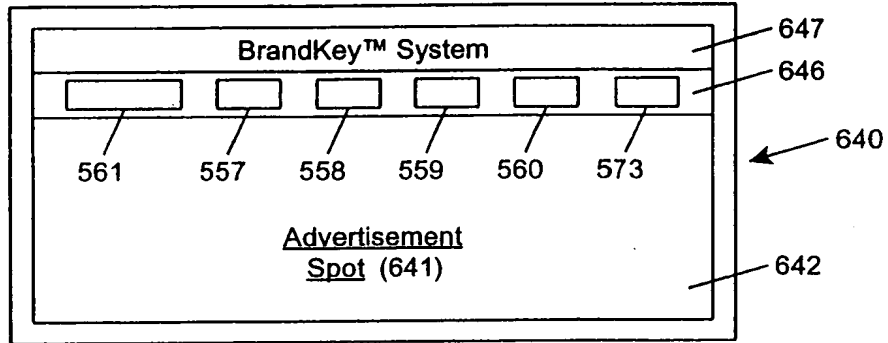 BrandKey™ System
647
646
561 557 558 559 560 573
640
Advertisement
Spot (641)
642